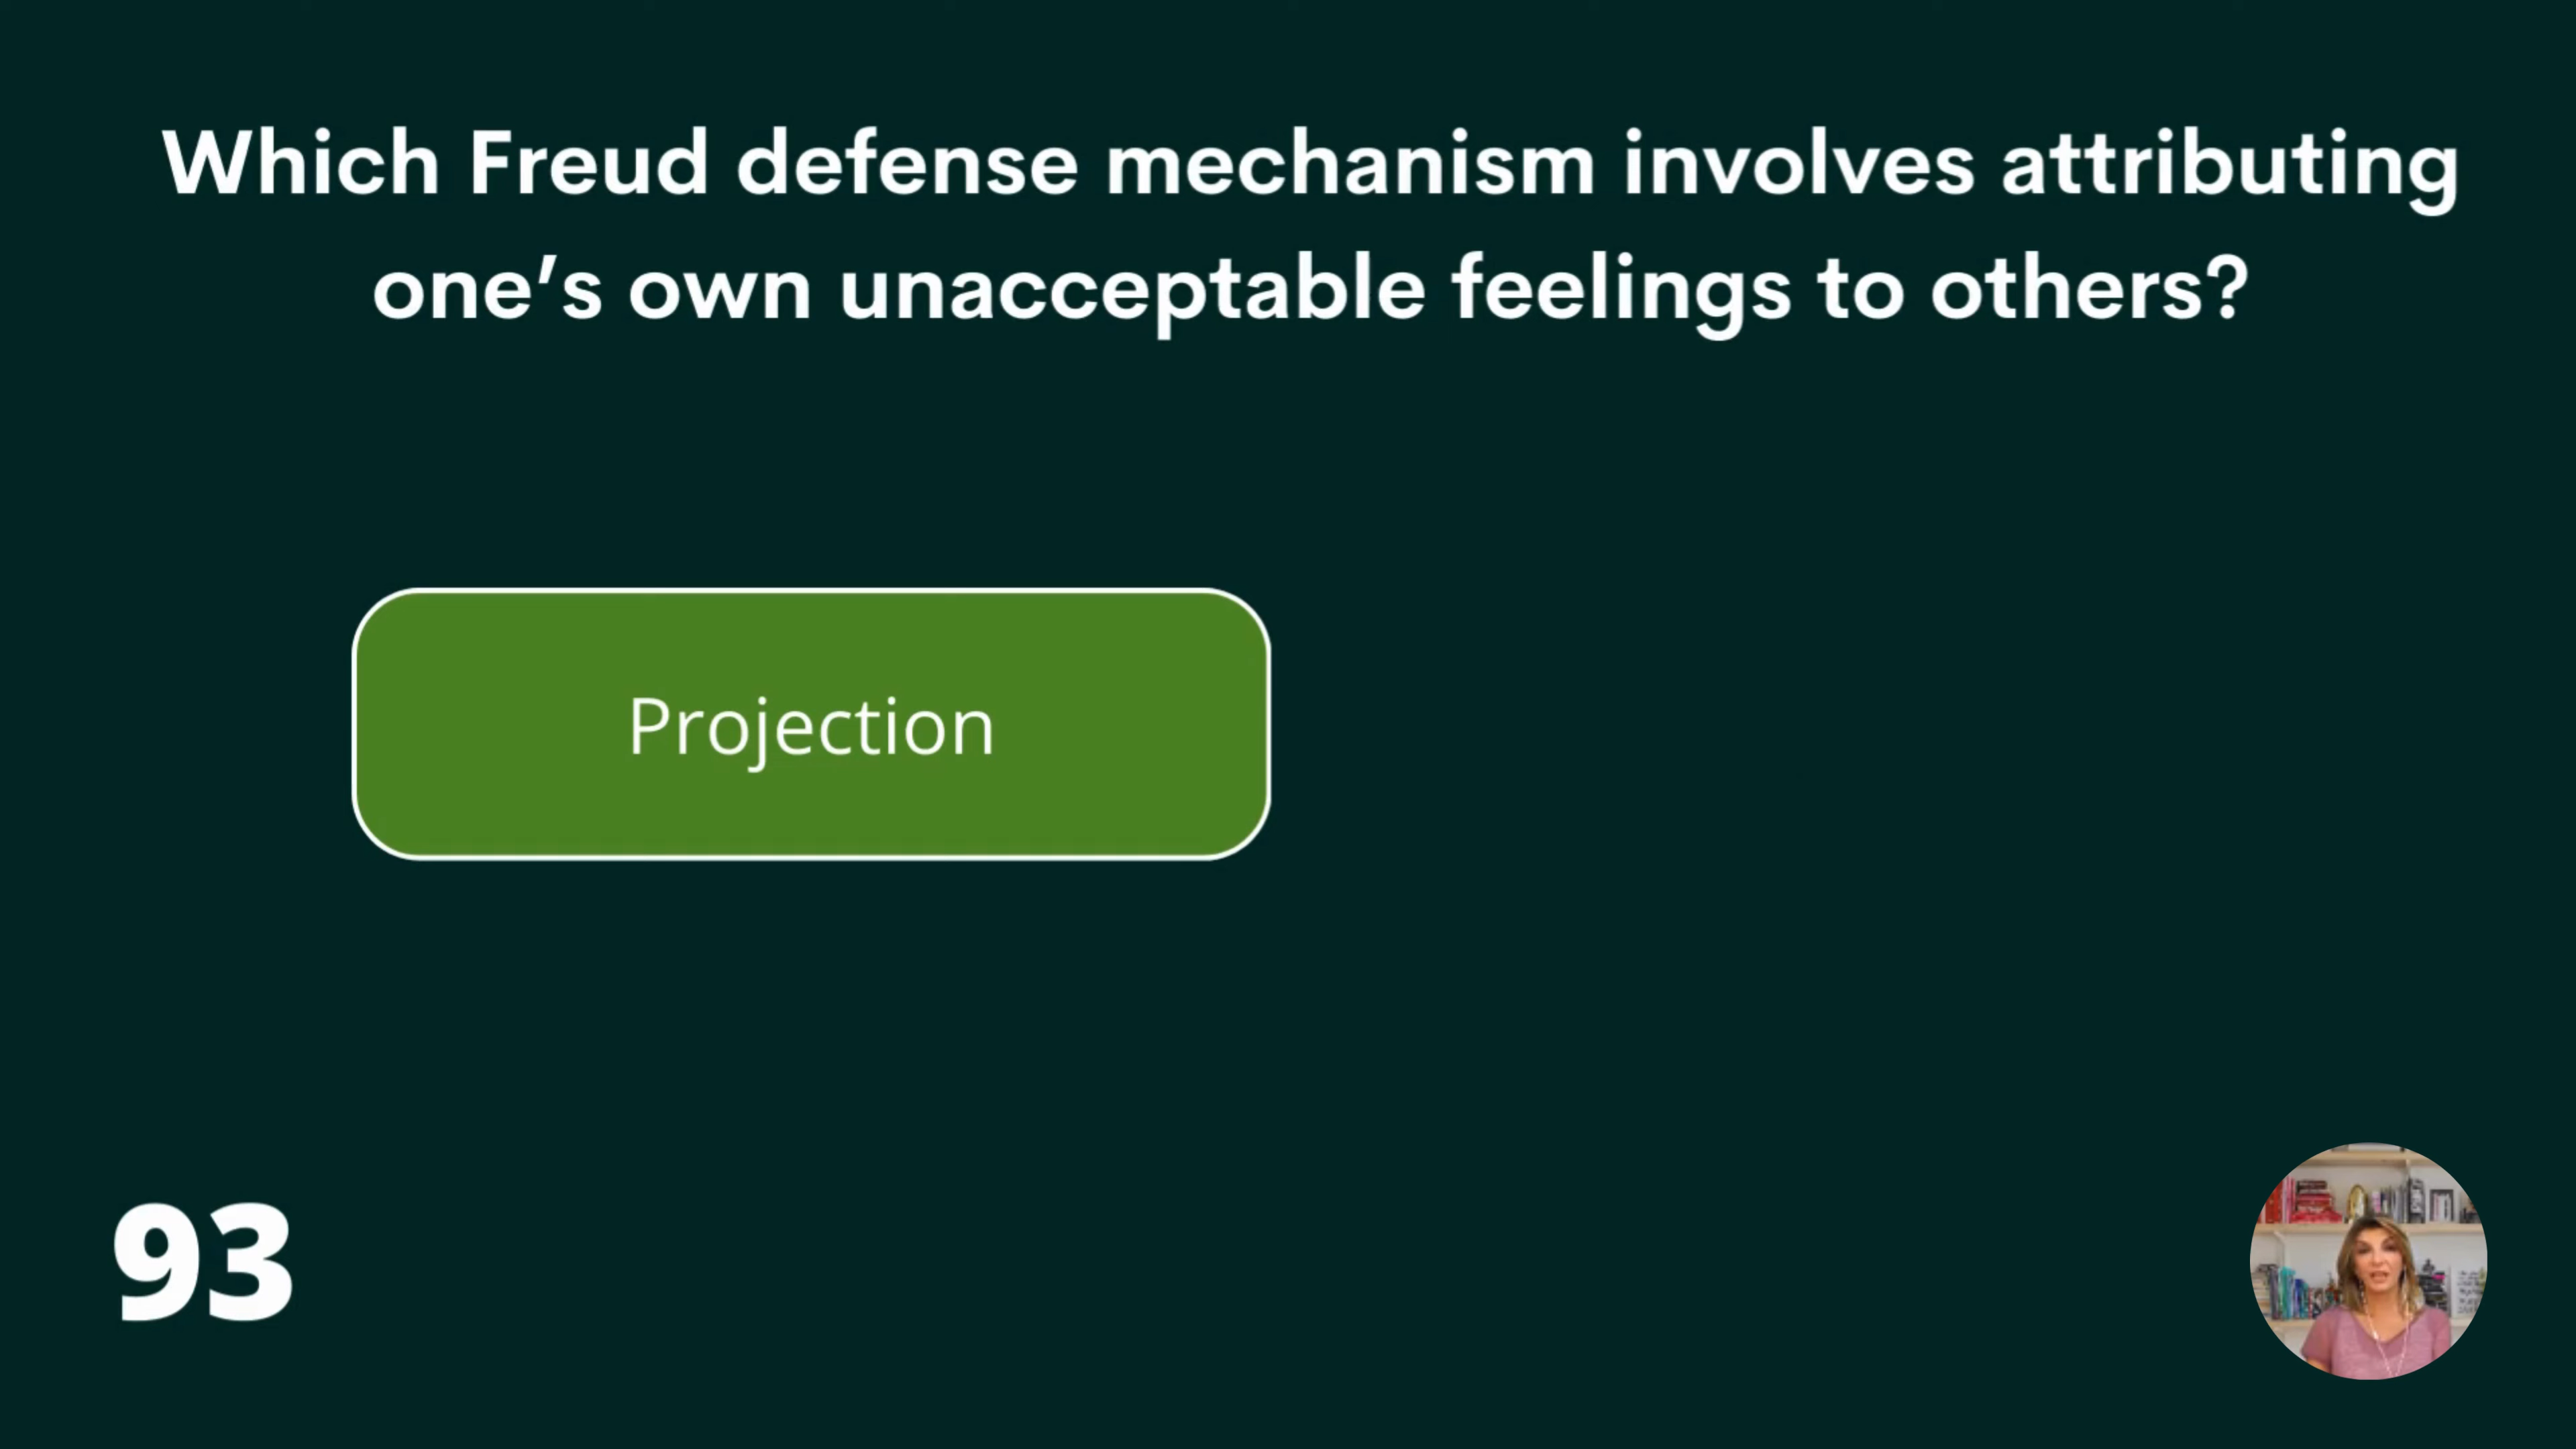 Which Freud defense mechanism involves attributing
one’s own unacceptable feelings to others?
Projection
93